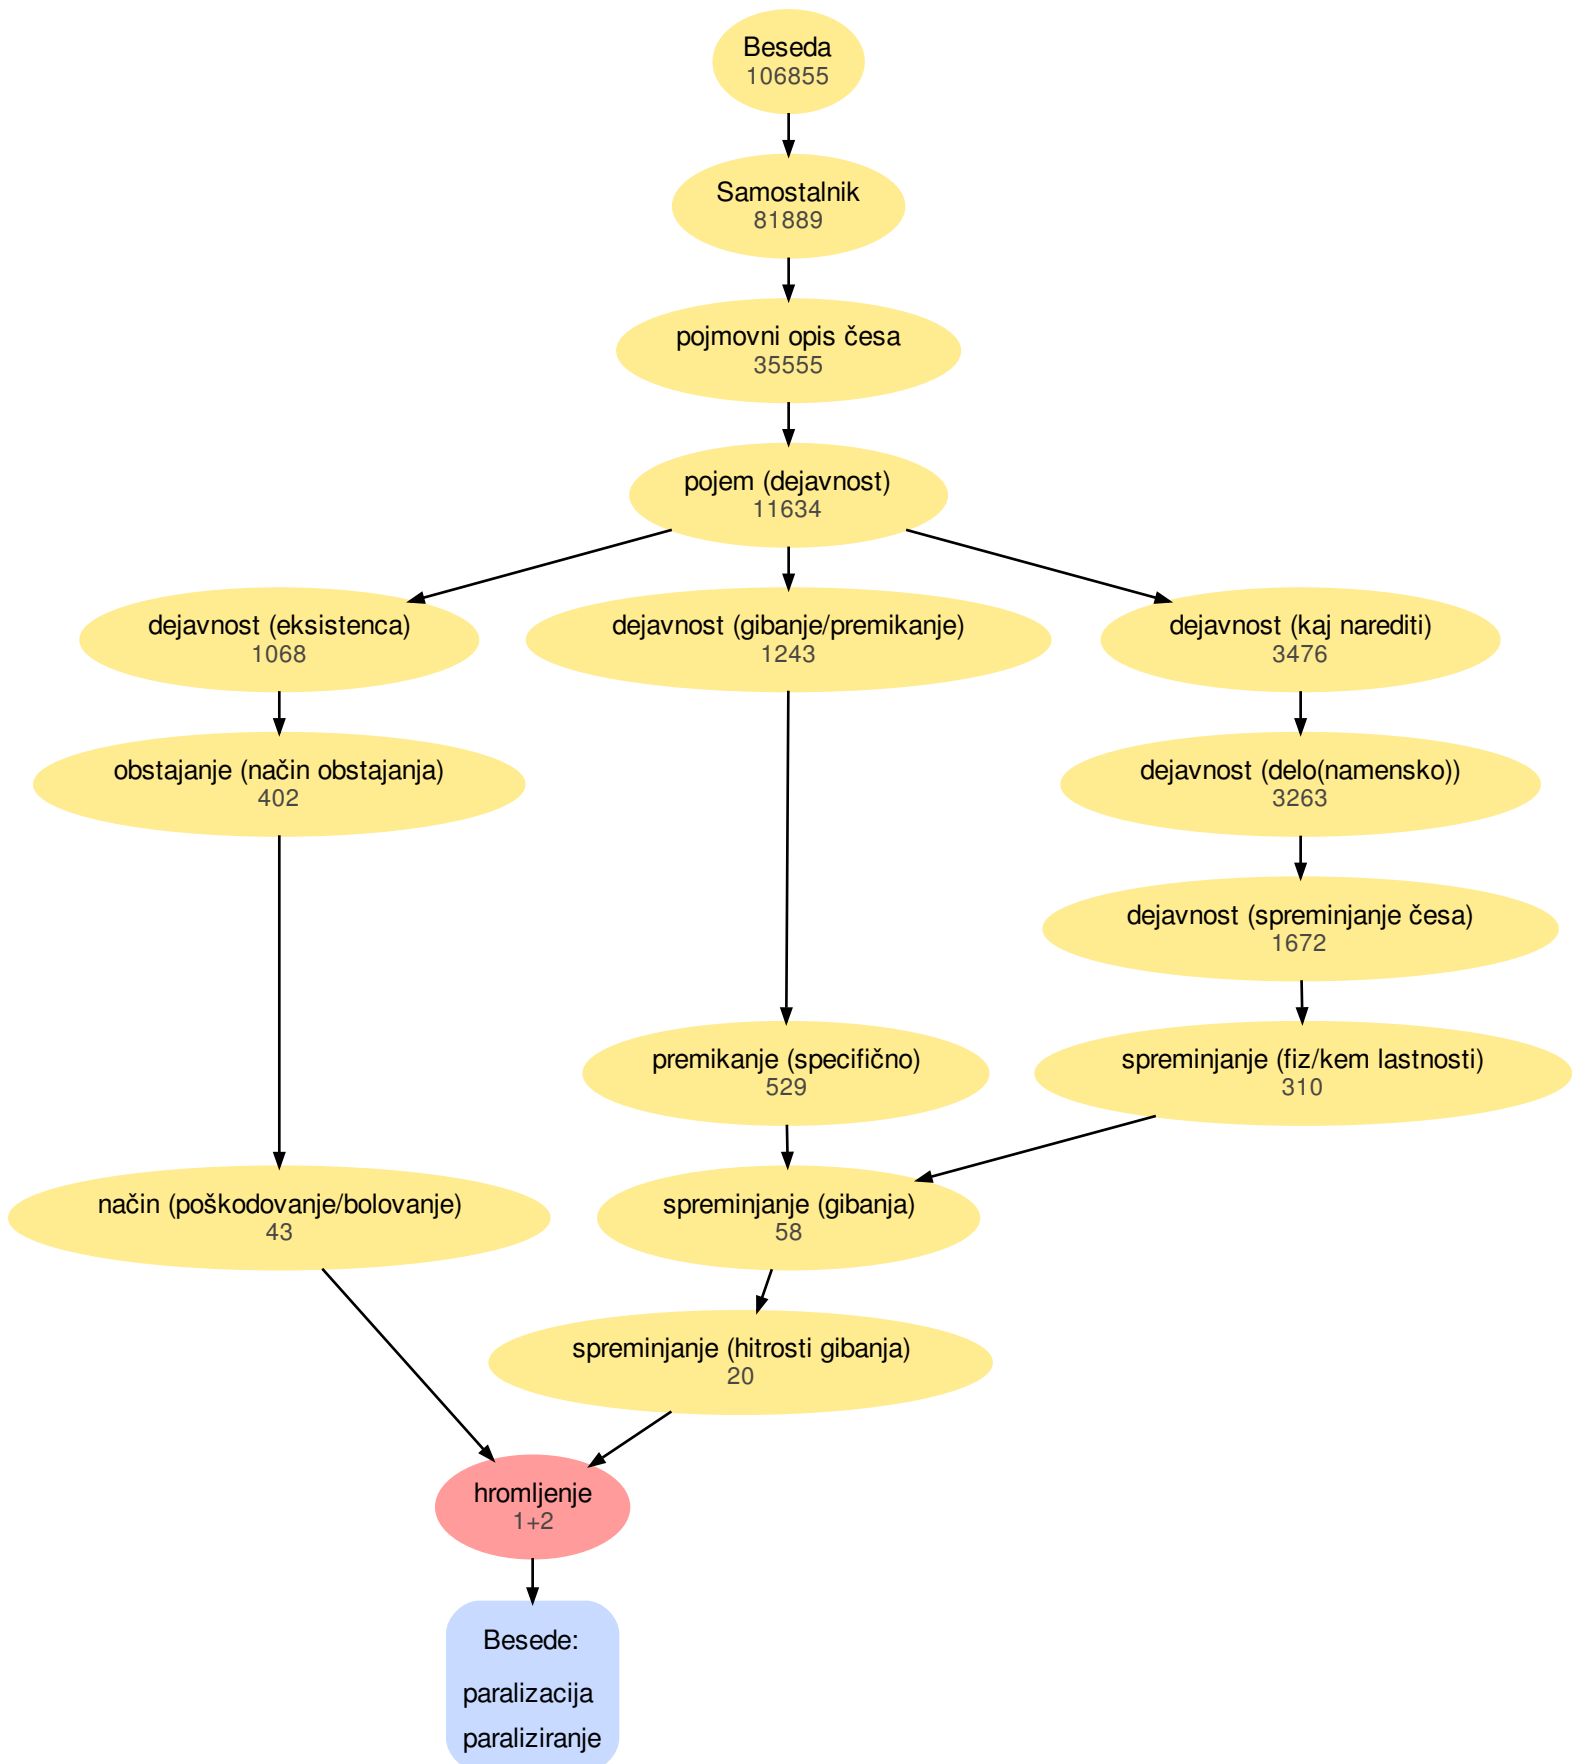 Beseda
106855
Samostalnik
81889
pojmovni opis česa
35555
pojem (dejavnost)
11634
dejavnost (eksistenca)
1068
dejavnost (gibanje/premikanje)
1243
dejavnost (kaj narediti)
3476
obstajanje (način obstajanja)
402
dejavnost (delo(namensko))
3263
dejavnost (spreminjanje česa)
1672
premikanje (specifično)
529
spreminjanje (fiz/kem lastnosti)
310
način (poškodovanje/bolovanje)
43
spreminjanje (gibanja)
58
spreminjanje (hitrosti gibanja)
20
hromljenje
1+2
Besede:
paralizacija
paraliziranje